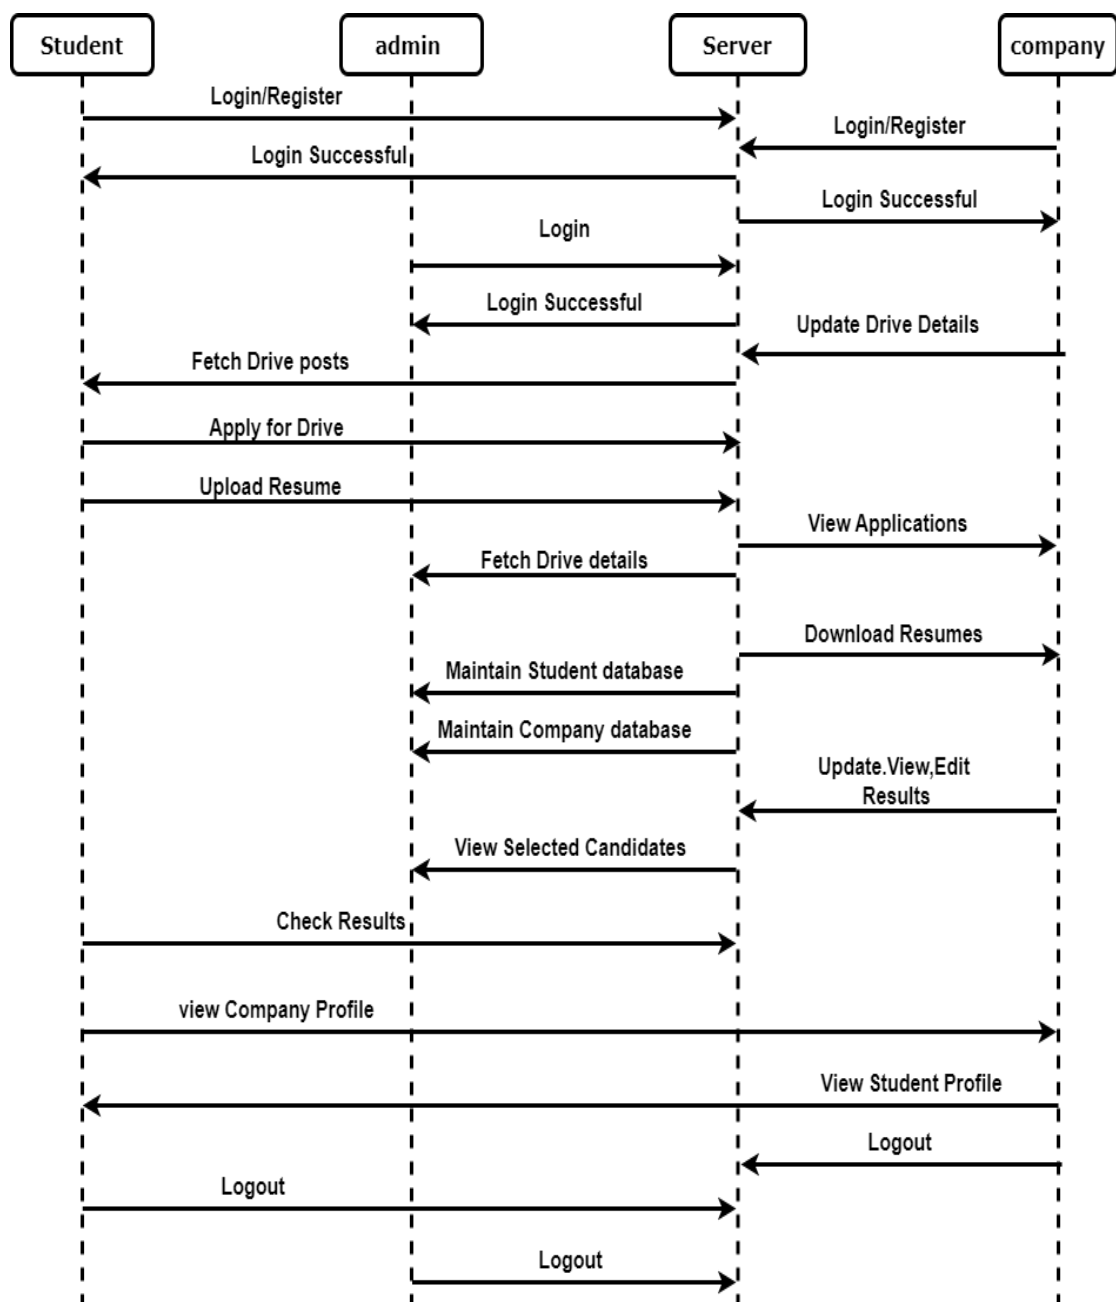 Student
admin
Server
company
Login/Register
Login/Register
Login Successful
Login Successful
Login
Login Successful
Update Drive Details
Fetch Drive posts
Apply for Drive
Upload Resume
View Applications
Fetch Drive details
Download Resumes
Maintain Student database
Maintain Company database
Update.View,Edit
Results
View Selected Candidates
Check Results
view Company Profile
View Student Profile
Logout
Logout
Logout